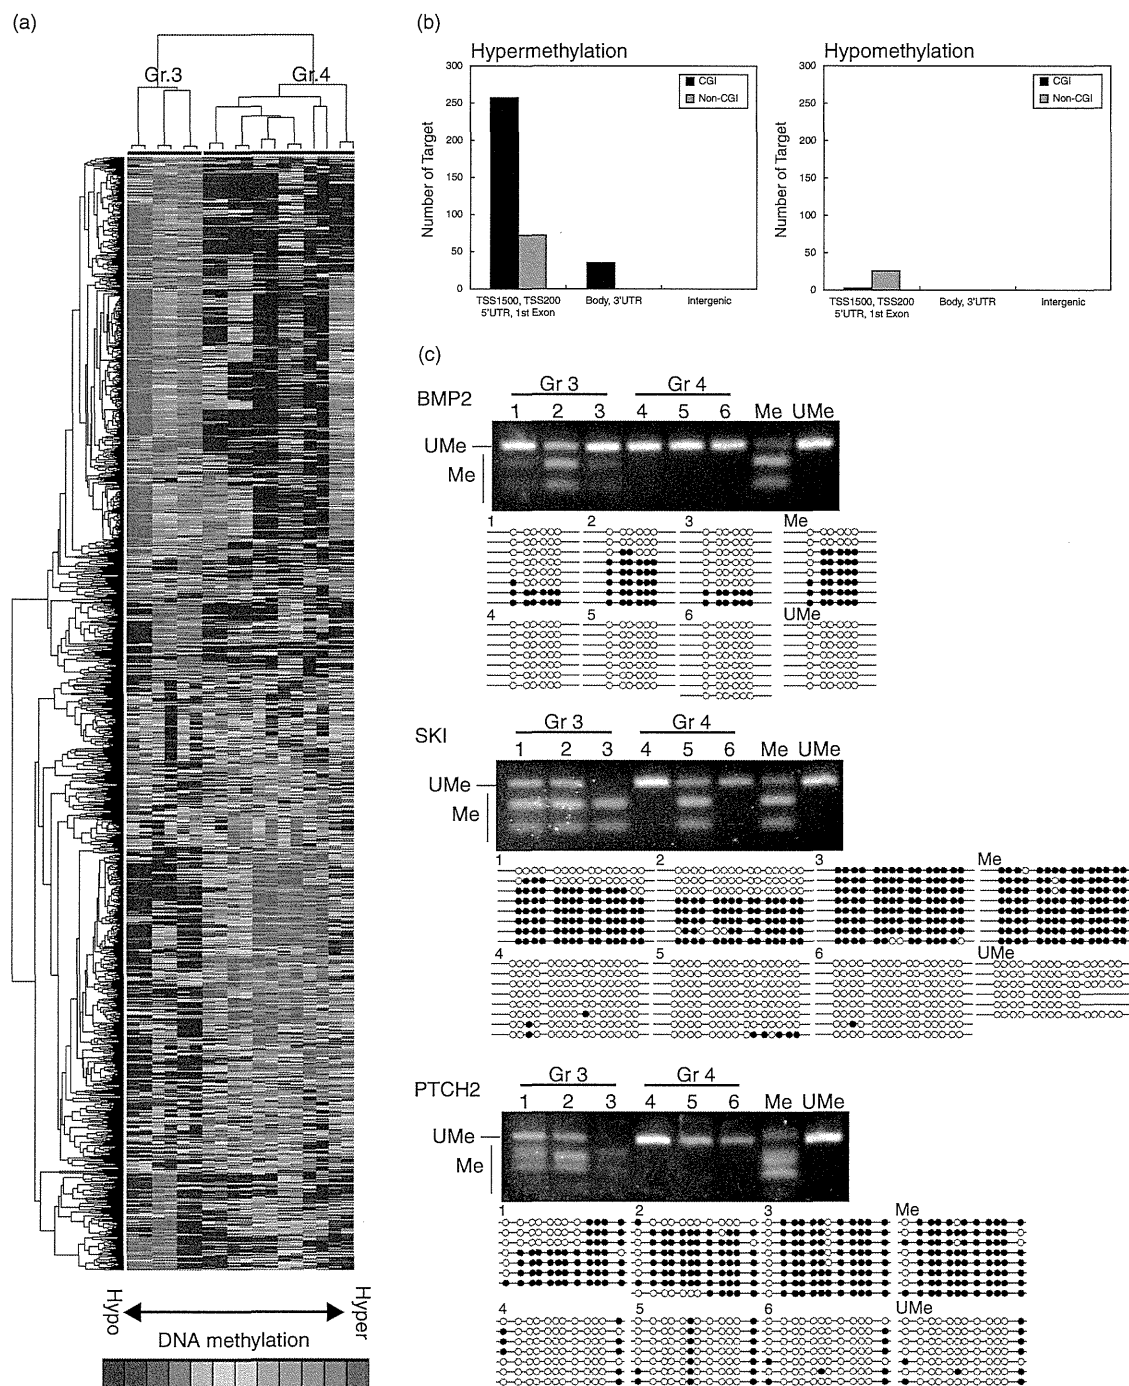 (a)
Gr.3
Gr.4
Hypo
Hyper
DNA methylation
(b)
Hypermethylation
Number of Target
300
250
200
150
100
50
0
CGI
Non-CGI
TSS1500, TSS200
5'UTR, 1st Exon
Body, 3'UTR
Intergenic
Hypomethylation
Number of Target
300
250
200
150
100
50
0
CGI
Non-CGI
TSS1500, TSS200
5'UTR, 1st Exon
Body, 3'UTR
Intergenic
(c)
Gr 3
Gr 4
BMP2
1 2 3 4 5 6 Me UMe
UMe
Me
1 2 3 Me
4 5 6 UMe
Gr 3
Gr 4
SKI
1 2 3 4 5 6 Me UMe
UMe
Me
1 2 3 Me
4 5 6 UMe
Gr 3
Gr 4
PTCH2
1 2 3 4 5 6 Me UMe
UMe
Me
1 2 3 Me
4 5 6 UMe